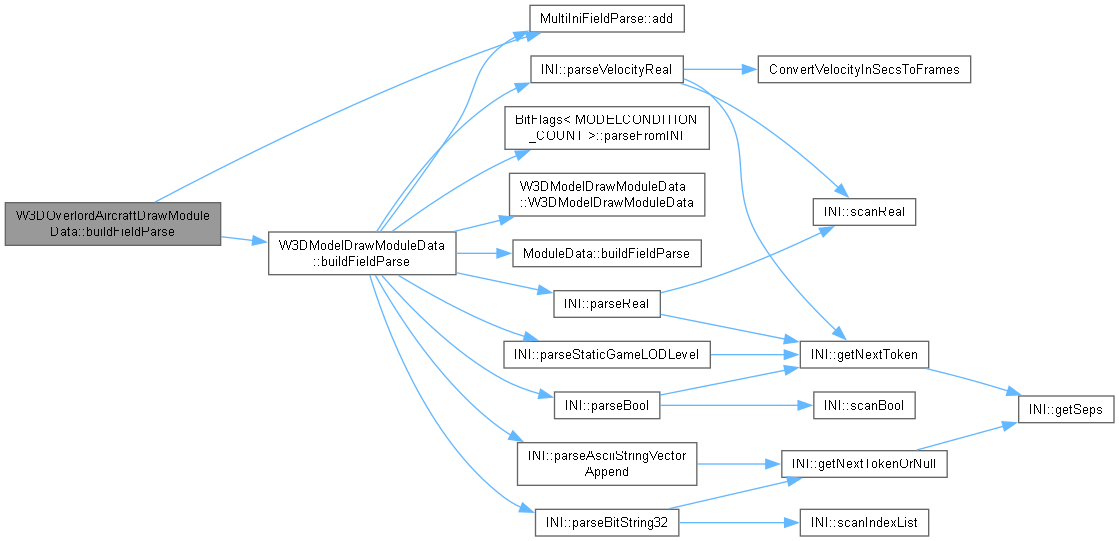 MultiIniFieldParse::add
INI::parseVelocityReal
ConvertVelocityInSecsToFrames
BitFlags< MODELCONDITION
_COUNT >::parseFromINI
W3DModelDrawModuleData
::W3DModelDrawModuleData
INI::scanReal
W3DOverlordAircraftDrawModule
Data::buildFieldParse
W3DModelDrawModuleData
::buildFieldParse
ModuleData::buildFieldParse
INI::parseReal
INI::parseStaticGameLODLevel
INI::getNextToken
INI::parseBool
INI::scanBool
INI::getSeps
INI::parseAsciiStringVector
Append
INI::getNextTokenOrNull
INI::parseBitString32
INI::scanIndexList